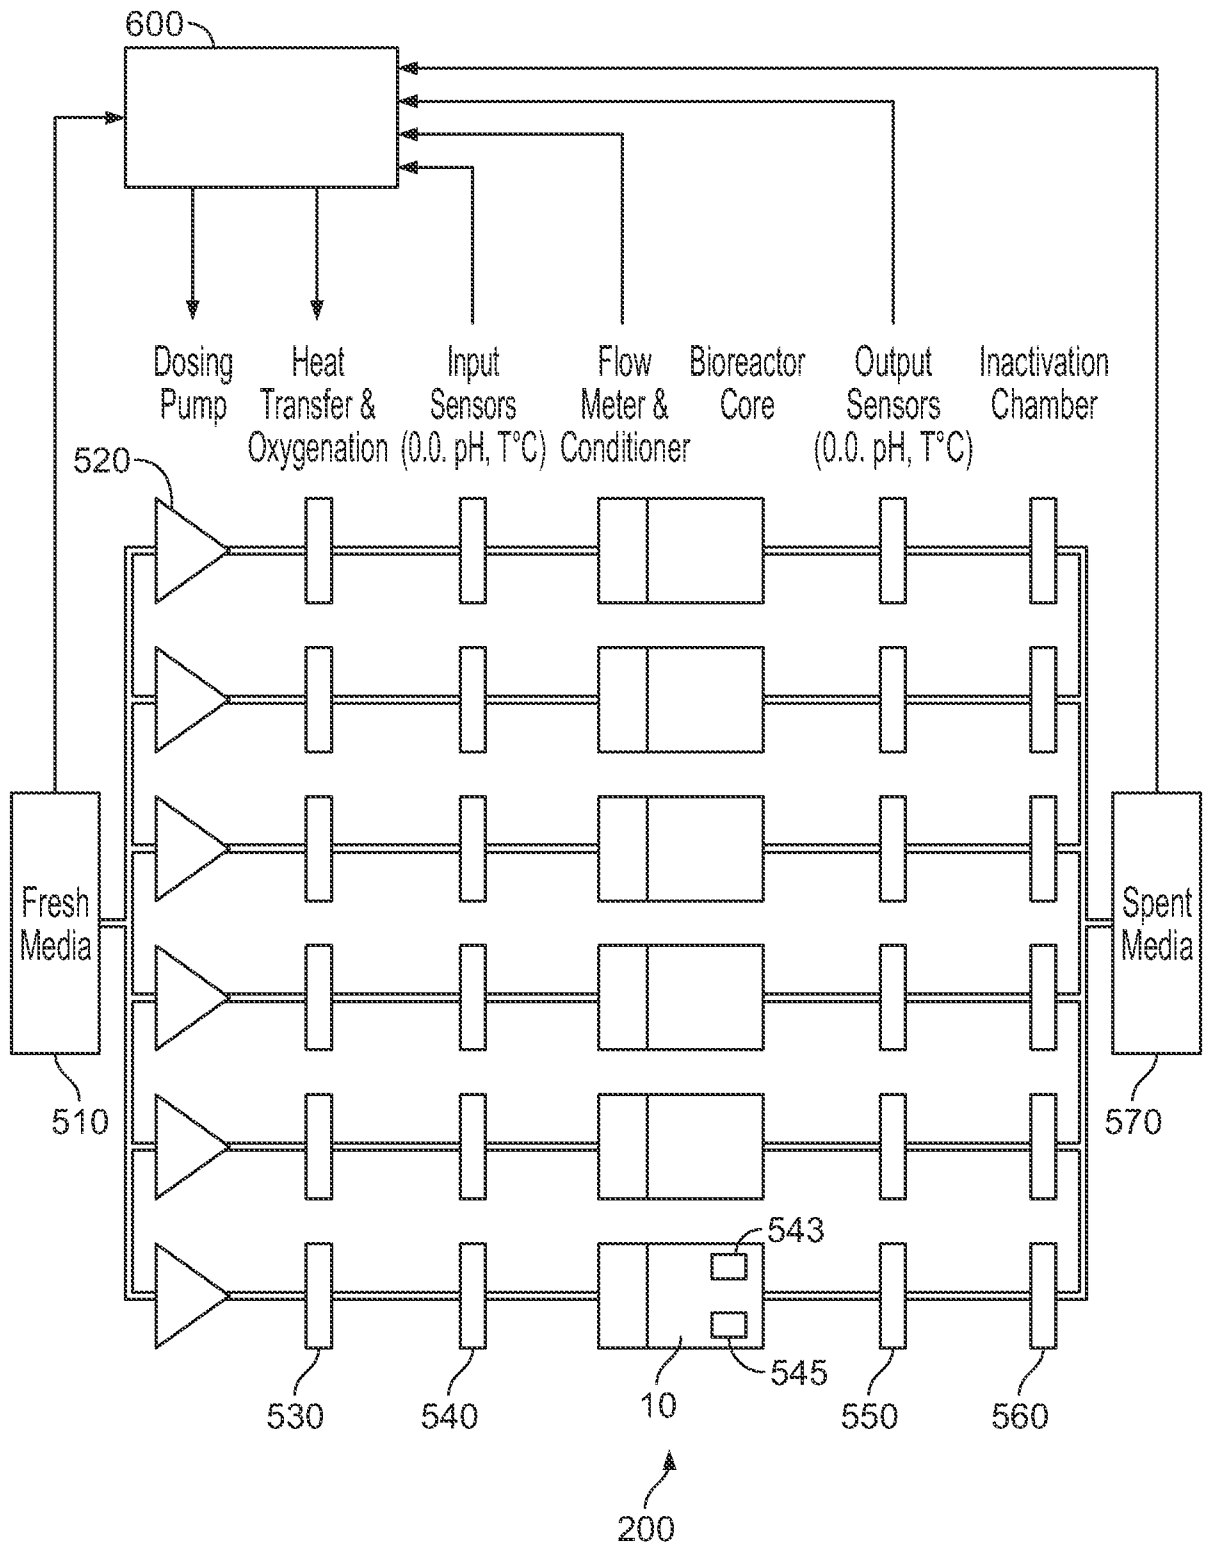 600
Dosing
Pump
Heat
Transfer &
Oxygenation
Input
Sensors
(0.0. pH, T°C)
Flow
Meter &
Conditioner
Bioreactor
Core
Output
Sensors
(0.0. pH, T°C)
Inactivation
Chamber
520
Fresh
Media
Spent
Media
510
570
543
545
530
540
10
550
560
200